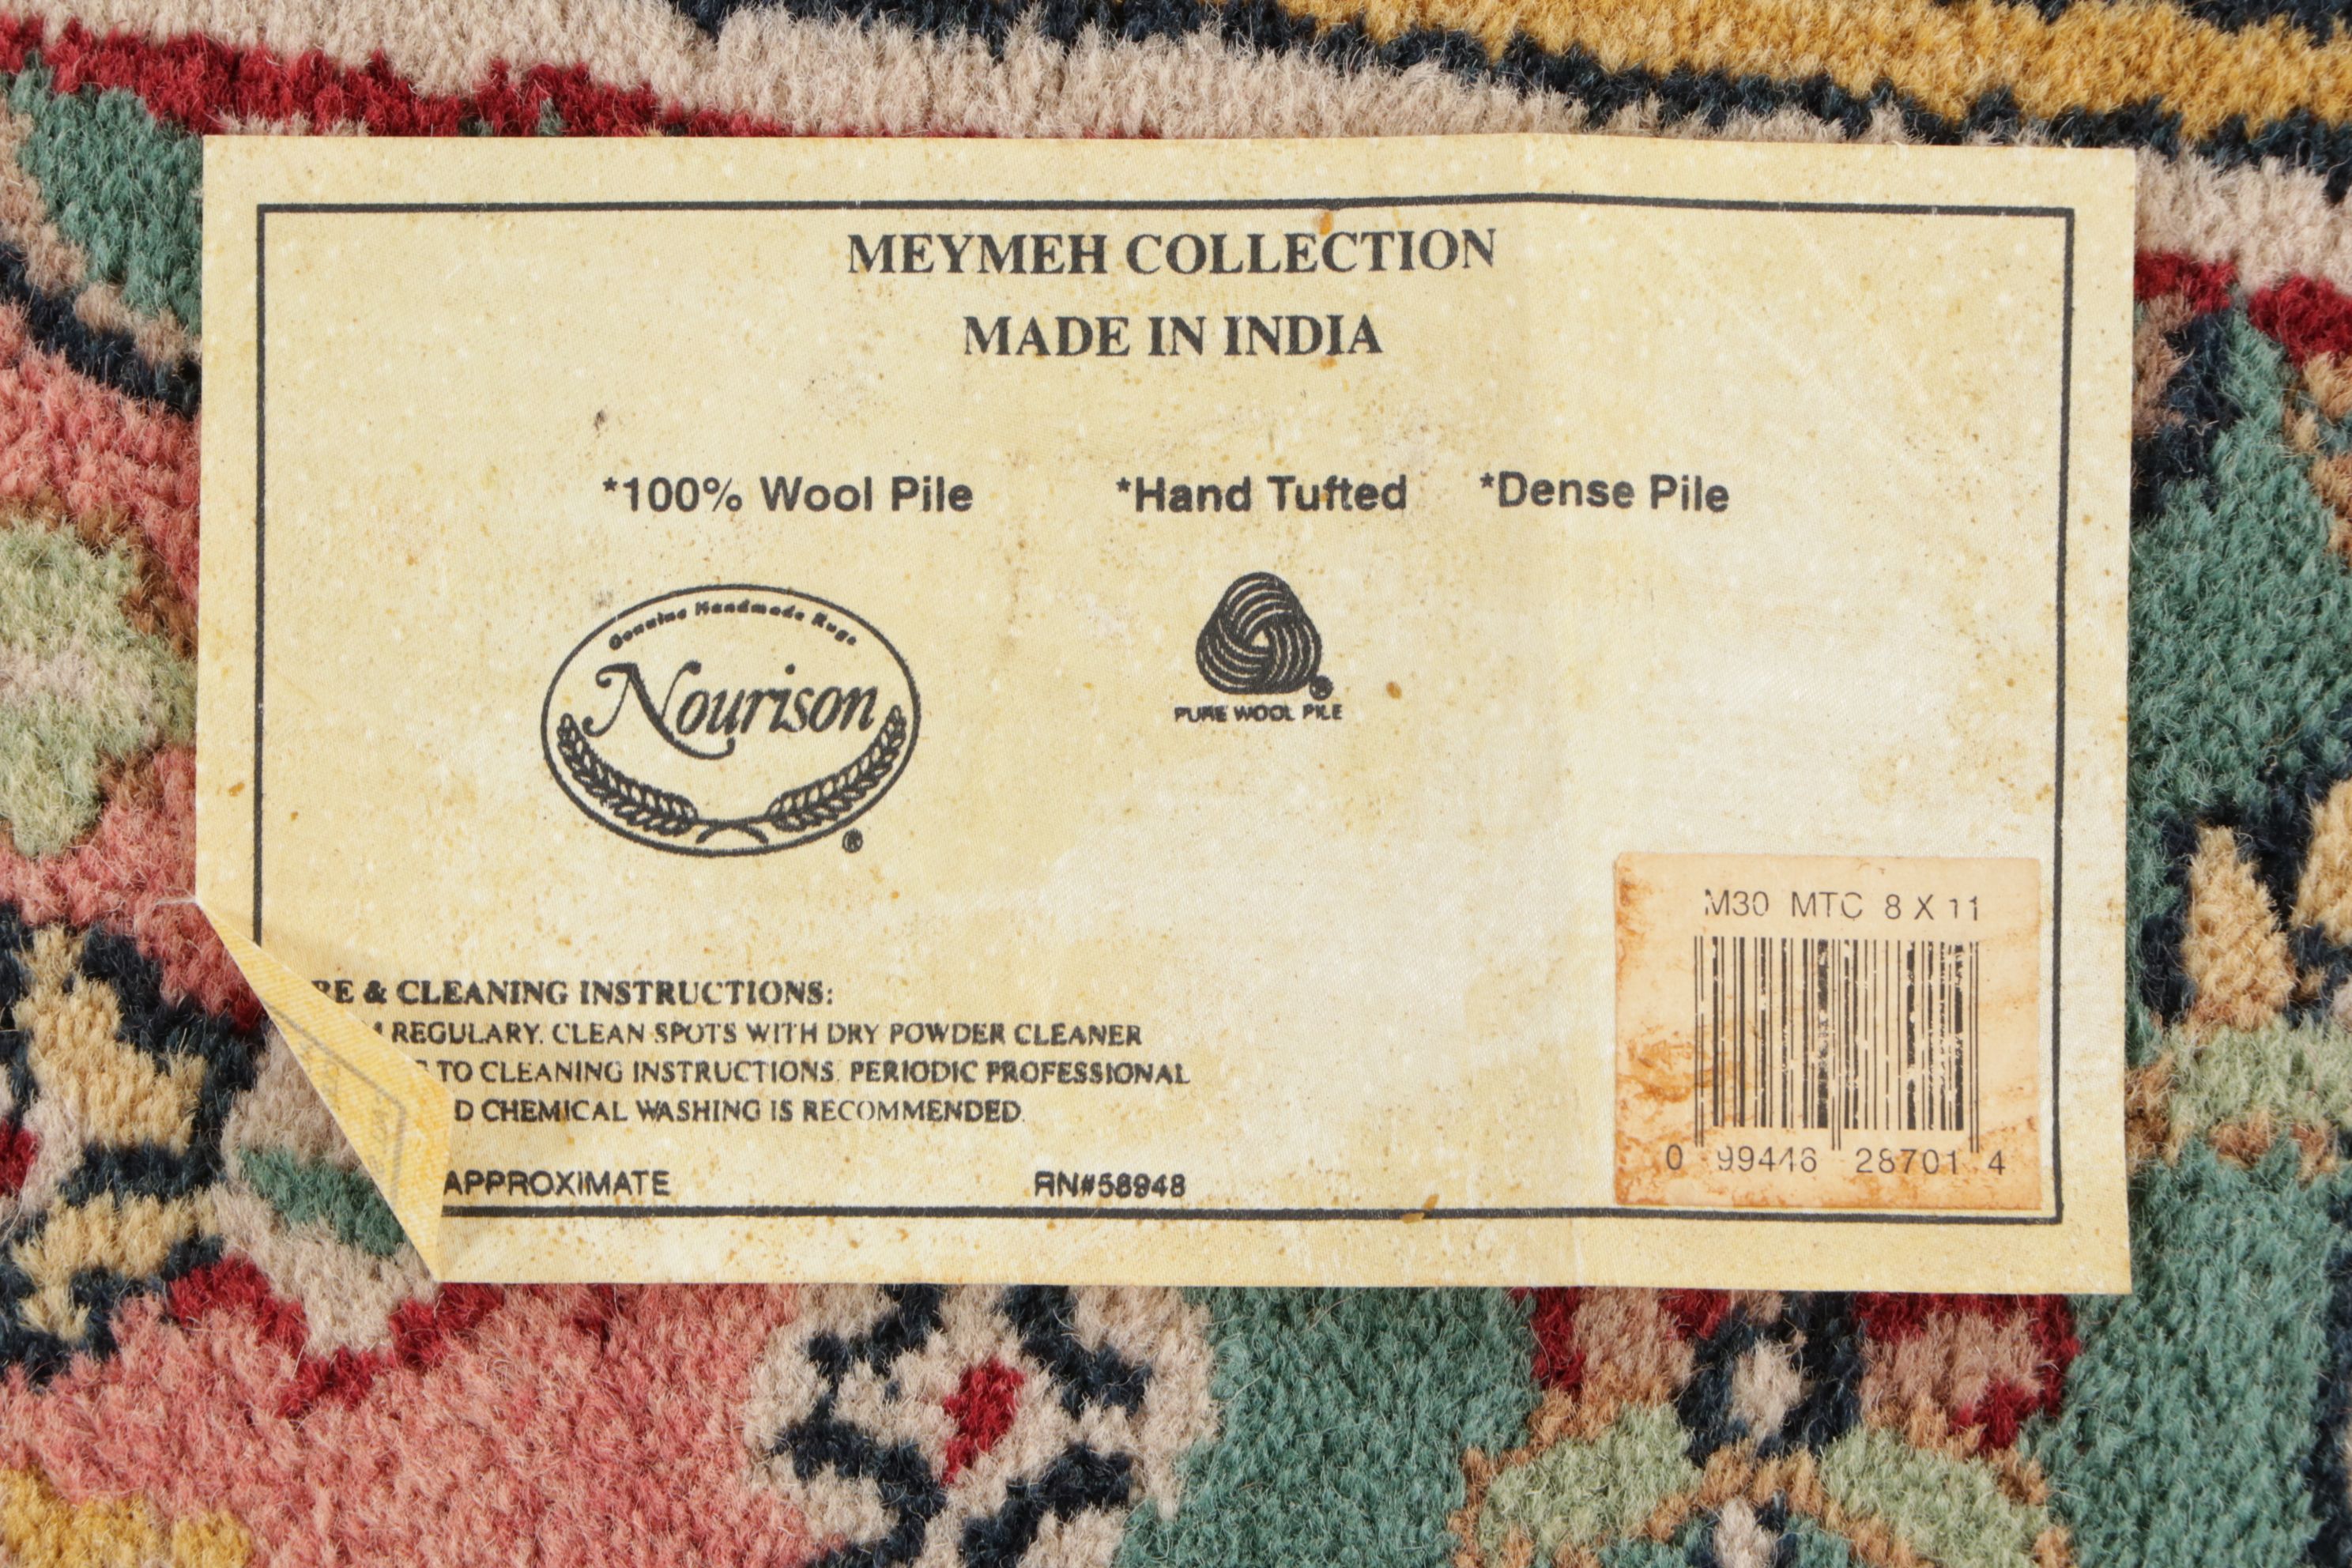 MEYMEH COLLECTION
MADE IN INDIA
*100% Wool Pile *Hand Tufted *Dense Pile
Genuine Handmade Rugs
Nourison
®
®
PURE WOOL PILE
M30 MTC 8 X 11
0 99446 28701 4
RE & CLEANING INSTRUCTIONS:
REGULARY. CLEAN SPOTS WITH DRY POWDER CLEANER
TO CLEANING INSTRUCTIONS. PERIODIC PROFESSIONAL
D CHEMICAL WASHING IS RECOMMENDED.
APPROXIMATE RN#58948